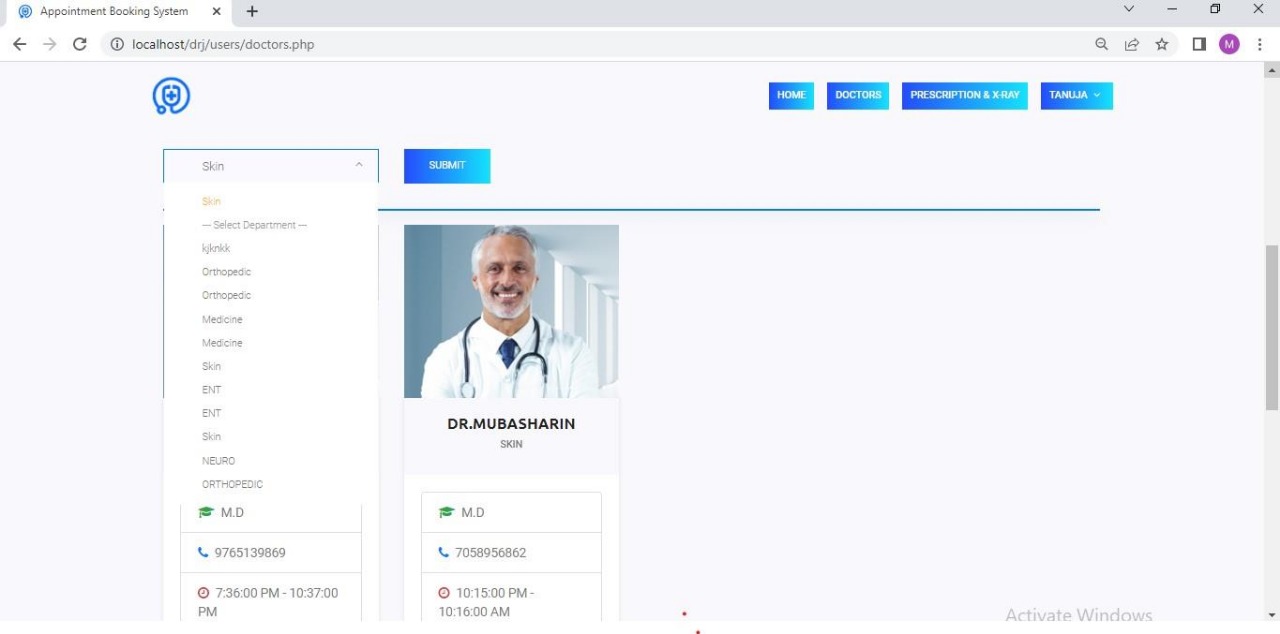 Appointment Booking System
localhost/drj/users/doctors.php
M
HOME
DOCTORS
PRESCRIPTION & X-RAY
TANUJA
Skin
SUBMIT
Skin
--- Select Department ---
kjknkk
Orthopedic
Orthopedic
Medicine
Medicine
Skin
ENT
ENT
Skin
NEURO
ORTHOPEDIC
M.D
9765139869
7:36:00 PM - 10:37:00
PM
DR.MUBASHARIN
SKIN
M.D
7058956862
10:15:00 PM -
10:16:00 AM
Activate Windows